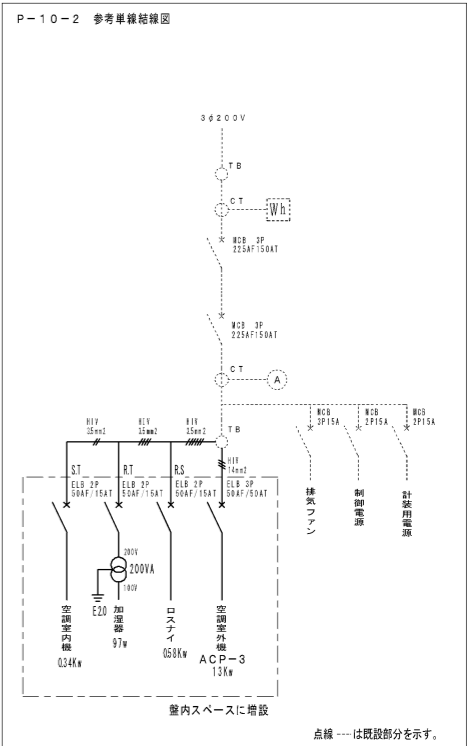 P-10-2 参考単線結線図
3φ200V
TB
CT
Wh
MCB 3P
225AF150AT
MCB 3P
225AF150AT
CT
A
HIV
3.5mm2
HIV
3.5mm2
HIV
3.5mm2
TB
MCB
3P15A
MCB
2P15A
MCB
2P15A
HIV
14mm2
S.T
R.T
R.S
ELB 2P
50AF/15AT
ELB 2P
50AF/15AT
ELB 2P
50AF/15AT
ELB 3P
50AF/50AT
排気ファン
制御電源
計装用電源
200V
200VA
100V
E20
空調室内機
0.34Kw
加湿器
97w
ロスナイ
0.58Kw
空調室外機
ACP-3
13Kw
盤内スペースに増設
点線 ---は既設部分を示す。